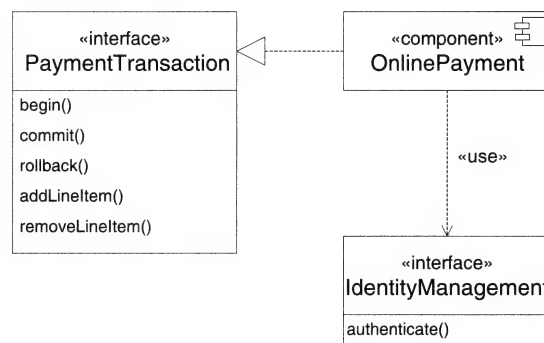 «interface»
PaymentTransaction
begin()
commit()
rollback()
addLineItem()
removeLineItem()
«component»
OnlinePayment
«use»
«interface»
IdentityManagement
authenticate()